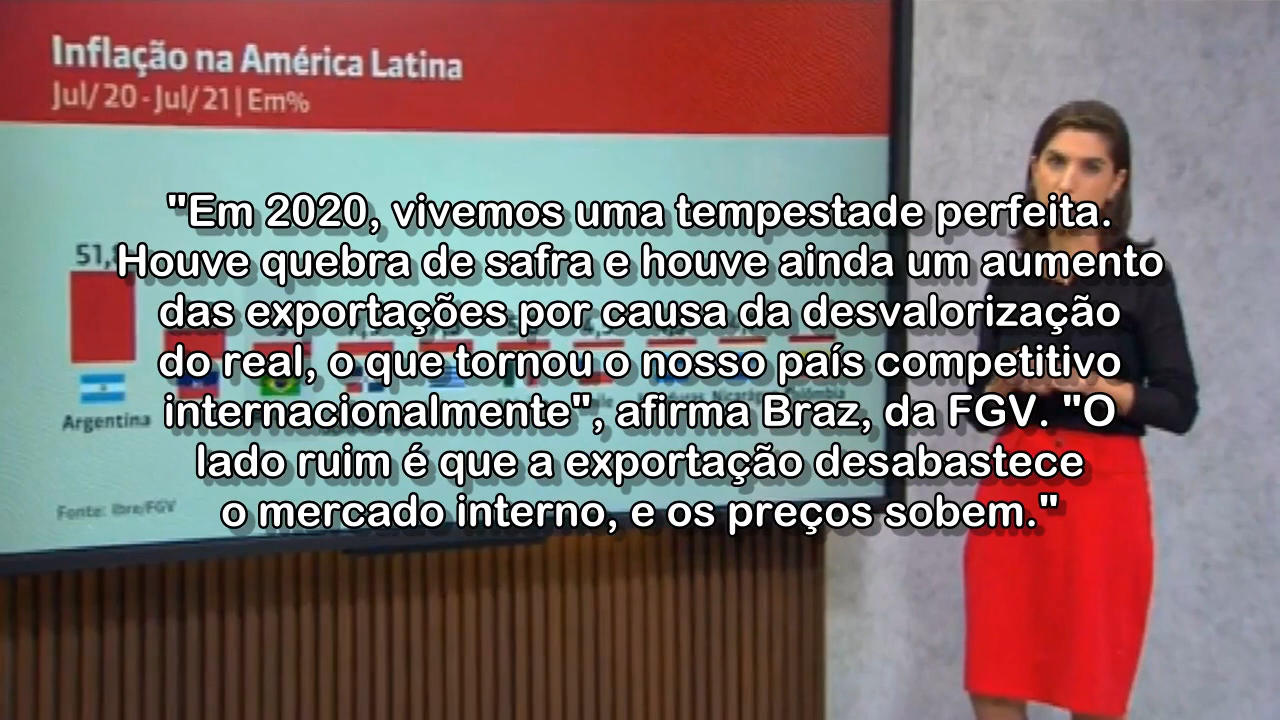 Inflação na América Latina
Jul/20 - Jul/21 | Em%
"Em 2020, vivemos uma tempestade perfeita.
Houve quebra de safra e houve ainda um aumento
das exportações por causa da desvalorização
do real, o que tornou o nosso país competitivo
internacionalmente", afirma Braz, da FGV. "O
lado ruim é que a exportação desabastece
o mercado interno, e os preços sobem."
51,
Argentina
Fonte: Ibre/FGV